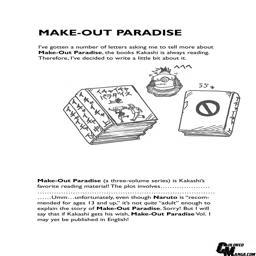 MAKE-OUT PARADISE
I've gotten a number of letters asking me to tell more about
Make-Out Paradise, the books Kakashi is always reading.
Therefore, I've decided to write a little bit about it.
Make-Out Paradise (a three-volume series) is Kakashi's
favorite reading material! The plot involves.....................
.................................................................................
......Umm...unfortunately, even though Naruto is "recom-
mended for ages 13 and up," it's not quite "adult" enough to
explain the story of Make-Out Paradise. Sorry! But I will
say that if Kakashi gets his wish, Make-Out Paradise Vol. 1
may yet be published in English!
COLORED
MANGA.COM